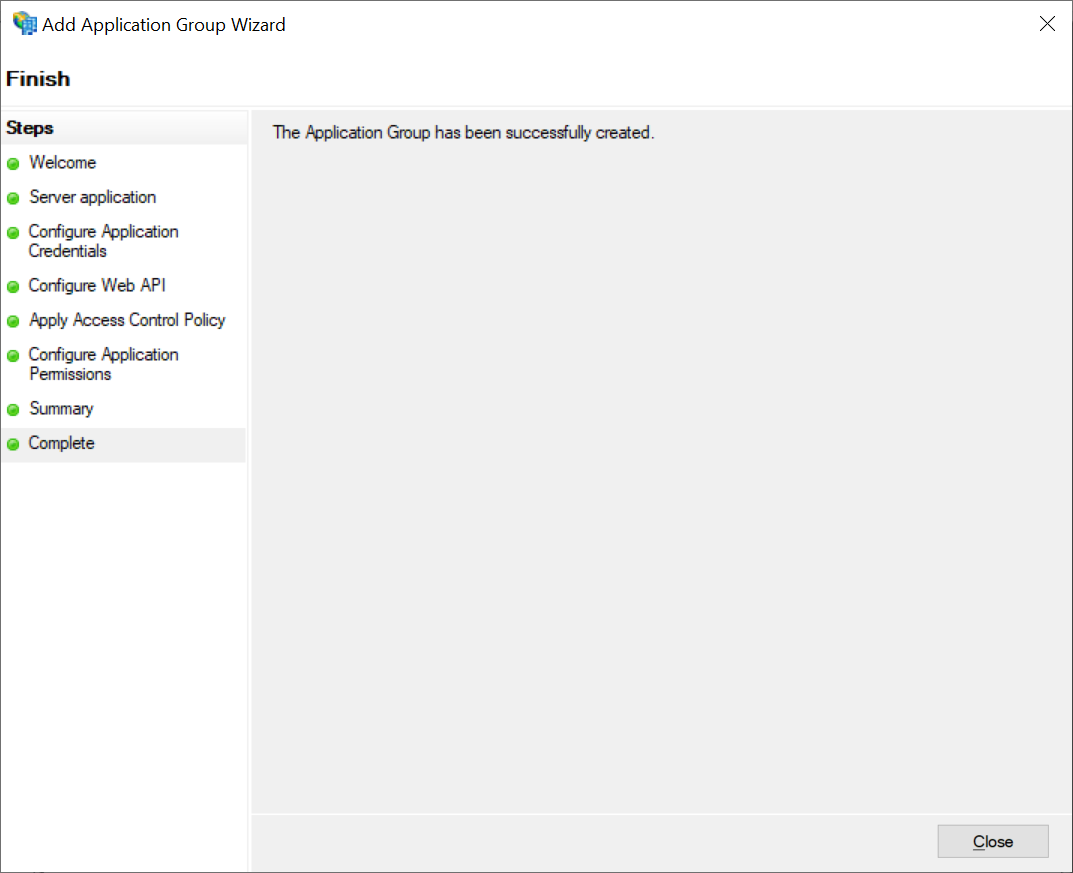 Add Application Group Wizard
Finish
Steps
Welcome
Server application
Configure Application
Credentials
Configure Web API
Apply Access Control Policy
Configure Application
Permissions
Summary
Complete
The Application Group has been successfully created.
Close